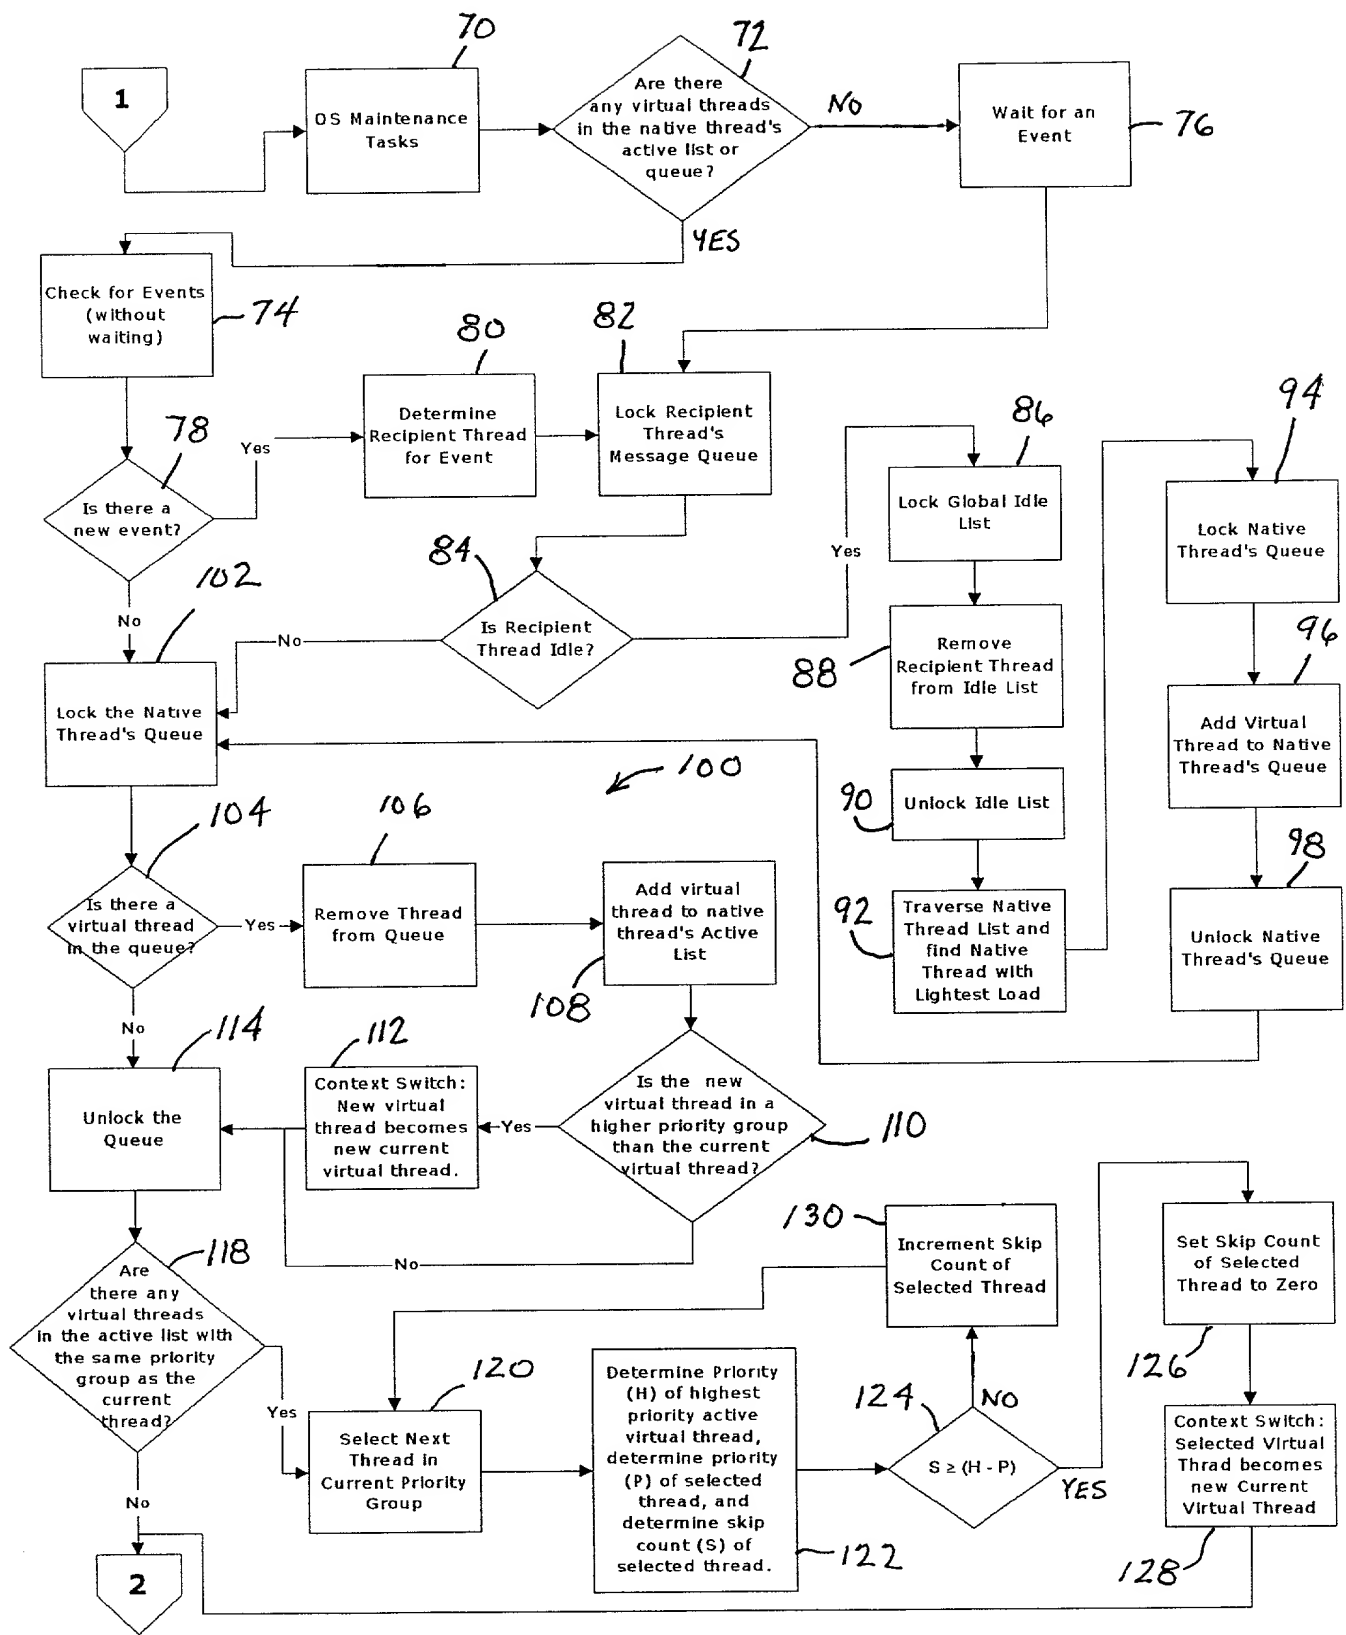 1
70
OS Maintenance
Tasks
72
Are there
any virtual threads
in the native thread's
active list or
queue?
NO
Wait for an
Event
76
YES
Check for Events
(without
waiting)
74
78
Is there a
new event?
Yes
No
80
Determine
Recipient Thread
for Event
82
Lock Recipient
Thread's
Message Queue
84
Is Recipient
Thread Idle?
No
Yes
86
Lock Global Idle
List
88
Remove
Recipient Thread
from Idle List
90
Unlock Idle List
92
Traverse Native
Thread List and
find Native
Thread with
Lightest Load
94
Lock Native
Thread's Queue
96
Add Virtual
Thread to Native
Thread's Queue
98
Unlock Native
Thread's Queue
100
102
Lock the Native
Thread's Queue
104
Is there a
virtual thread
in the queue?
Yes
No
106
Remove Thread
from Queue
108
Add virtual
thread to native
thread's Active
List
110
Is the new
virtual thread in a
higher priority group
than the current
virtual thread?
Yes
No
112
Context Switch:
New virtual
thread becomes
new current
virtual thread.
114
Unlock the
Queue
118
Are
there any
virtual threads
in the active list with
the same priority
group as the
current
thread?
Yes
No
120
Select Next
Thread in
Current Priority
Group
122
Determine Priority
(H) of highest
priority active
virtual thread,
determine priority
(P) of selected
thread, and
determine skip
count (S) of
selected thread.
124
S ≥ (H - P)
NO
YES
130
Increment Skip
Count of
Selected Thread
126
Set Skip Count
of Selected
Thread to Zero
128
Context Switch:
Selected Virtual
Thrad becomes
new Current
Virtual Thread
2